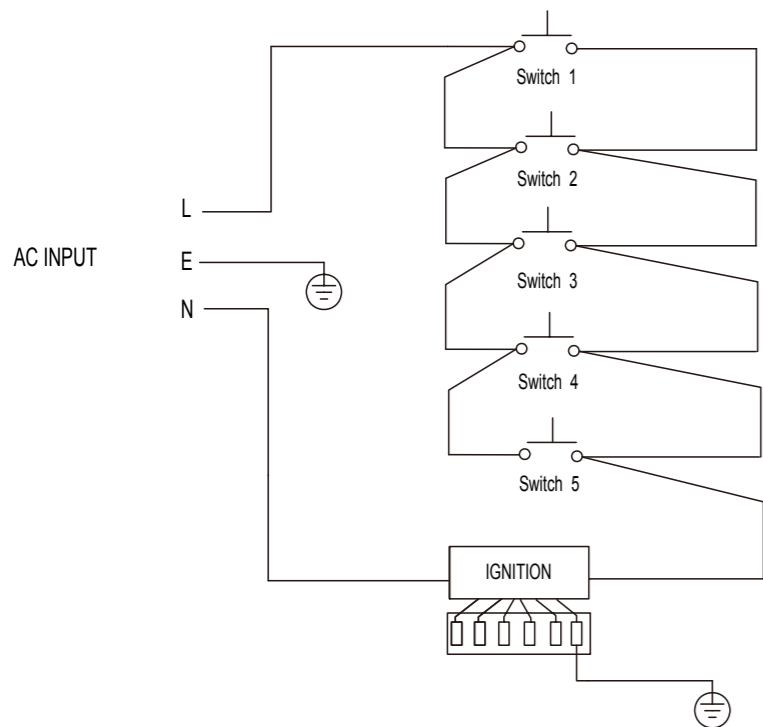 Switch 1
Switch 2
L
AC INPUT
E
Switch 3
N
Switch 4
Switch 5
IGNITION